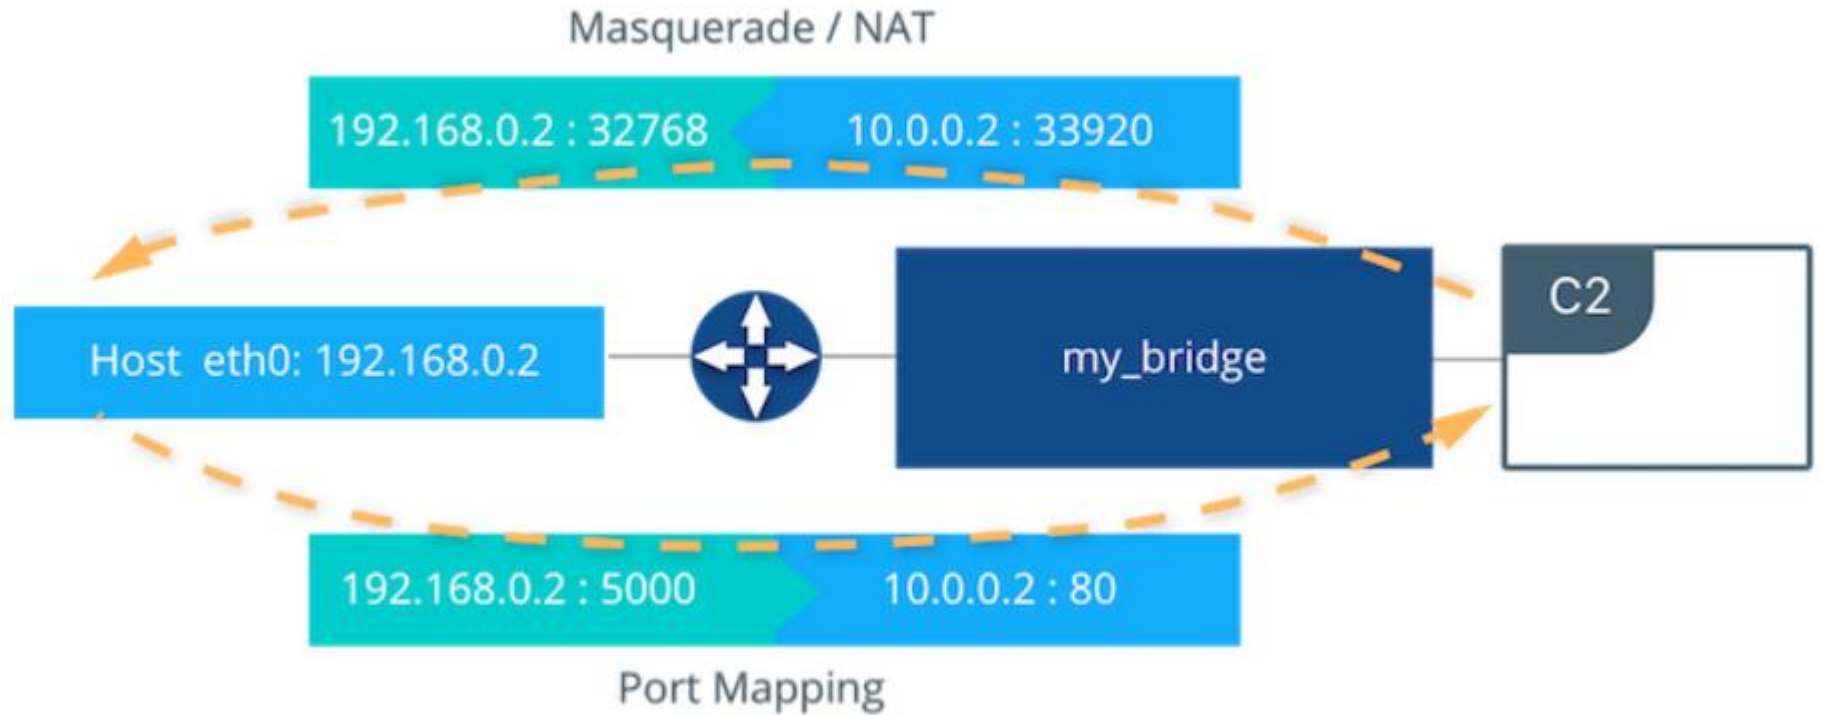 Masquerade / NAT
192.168.0.2 : 32768
10.0.0.2 : 33920
C2
Host eth0: 192.168.0.2
my_bridge
192.168.0.2 : 5000
10.0.0.2 : 80
Port Mapping